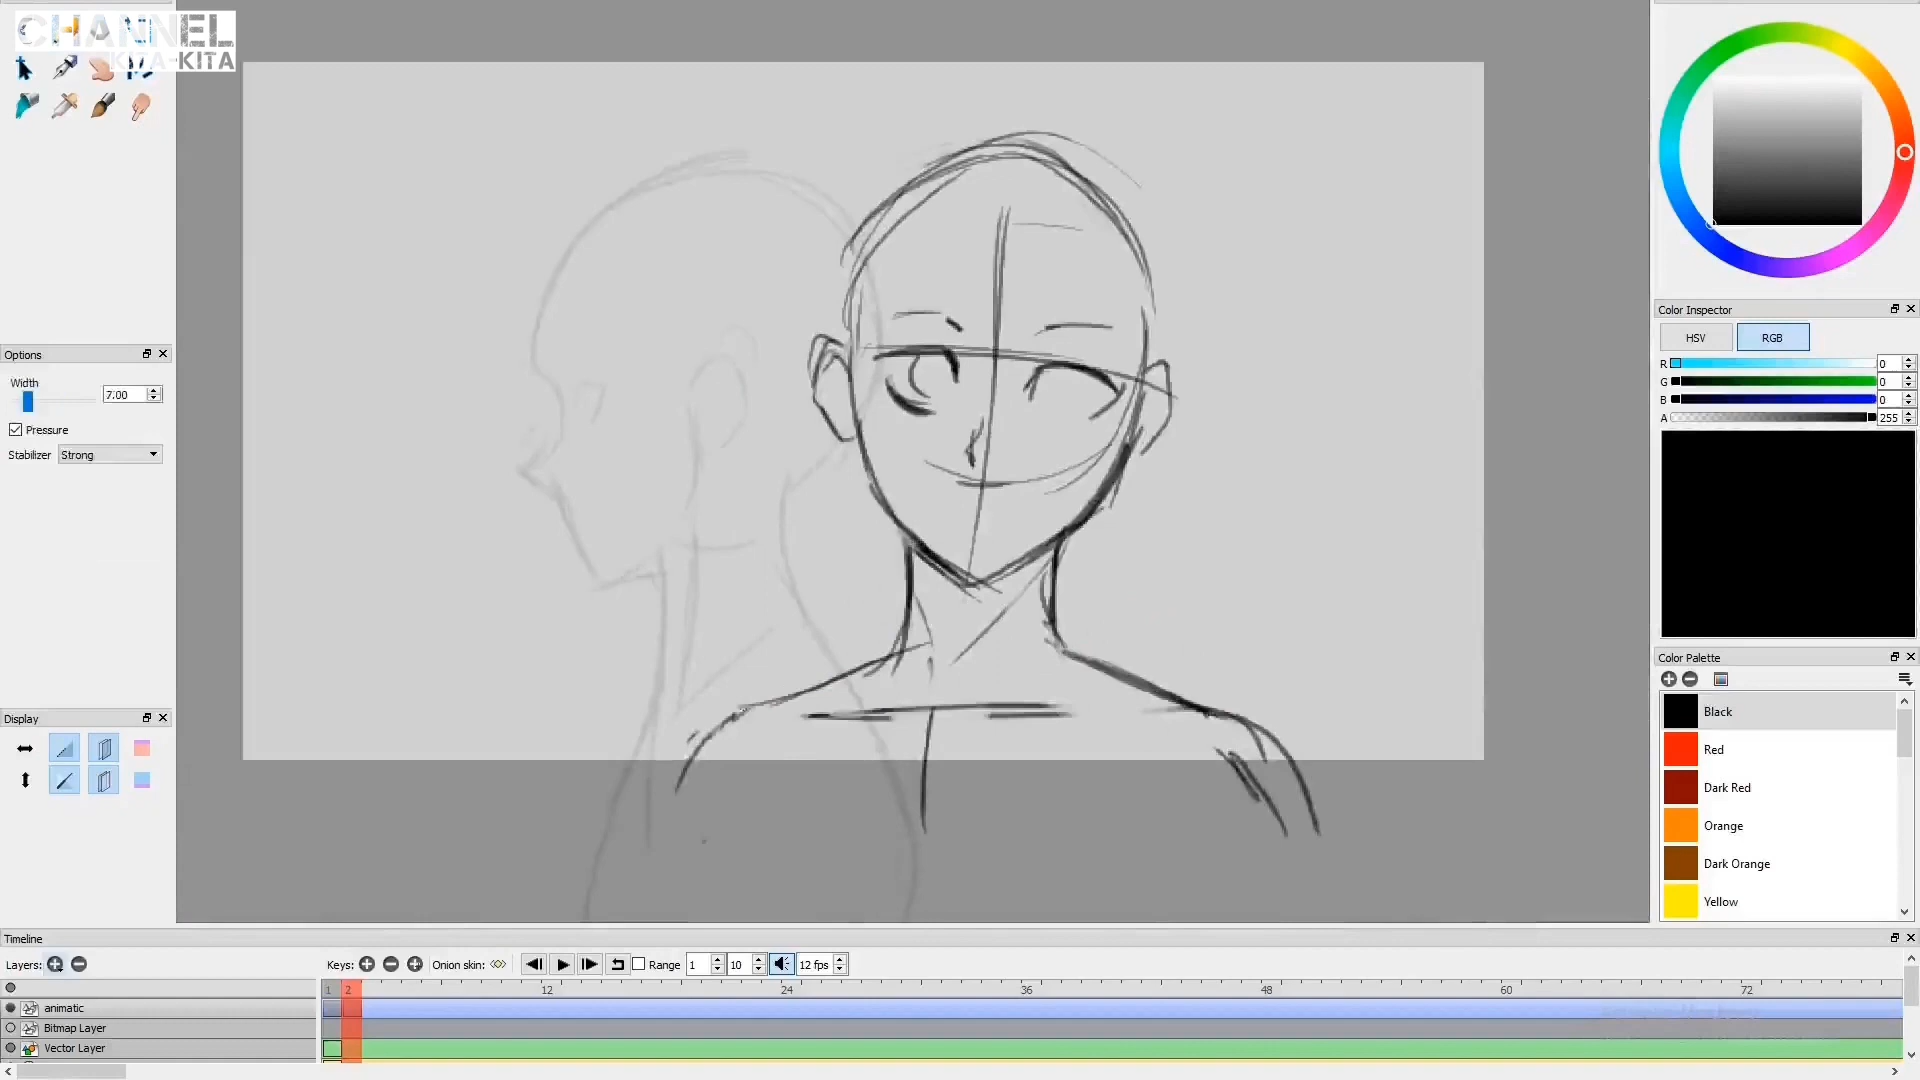 CHANNEL
KITA-KITA
Options
Width
7.00
Pressure
Stabilizer Strong
Display
Color Inspector
HSV RGB
R 0
G 0
B 0
A 255
Color Palette
Black
Red
Dark Red
Orange
Dark Orange
Yellow
Timeline
Layers: Keys: Onion skin: Range 1 10 12 fps
1 2 12 24 36 48 60 72
animatic
Bitmap Layer
Vector Layer